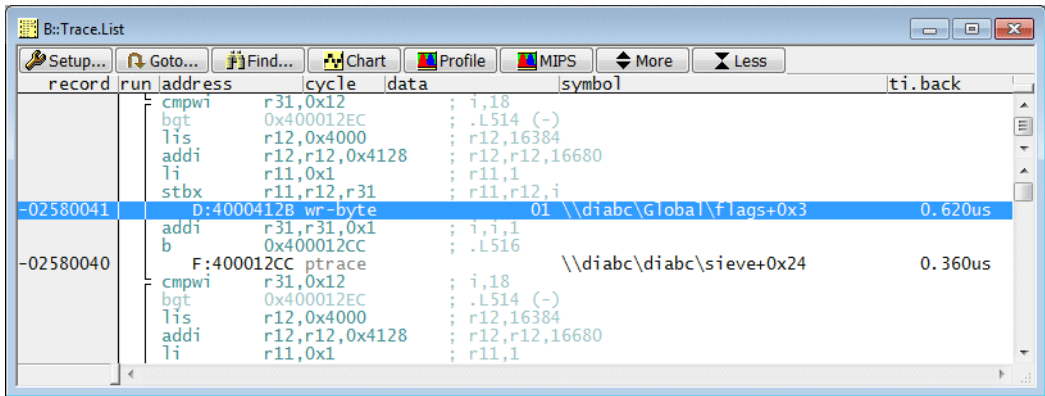 B::Trace.List
Setup... Goto... Find... Chart Profile MIPS More Less
record run address cycle data symbol ti.back
cmpwi r31,0x12 ; i,18
bgt 0x400012EC ; .L514 (-)
lis r12,0x4000 ; r12,16384
addi r12,r12,0x4128 ; r12,r12,16680
li r11,0x1 ; r11,1
stbx r11,r12,r31 ; r11,r12,i
-02580041 D:4000412B wr-byte 01 \\diabc\Global\flags+0x3 0.620us
addi r31,r31,0x1 ; i,i,1
b 0x400012CC ; .L516
-02580040 F:400012CC ptrace \\diabc\diabc\sieve+0x24 0.360us
cmpwi r31,0x12 ; i,18
bgt 0x400012EC ; .L514 (-)
lis r12,0x4000 ; r12,16384
addi r12,r12,0x4128 ; r12,r12,16680
li r11,0x1 ; r11,1